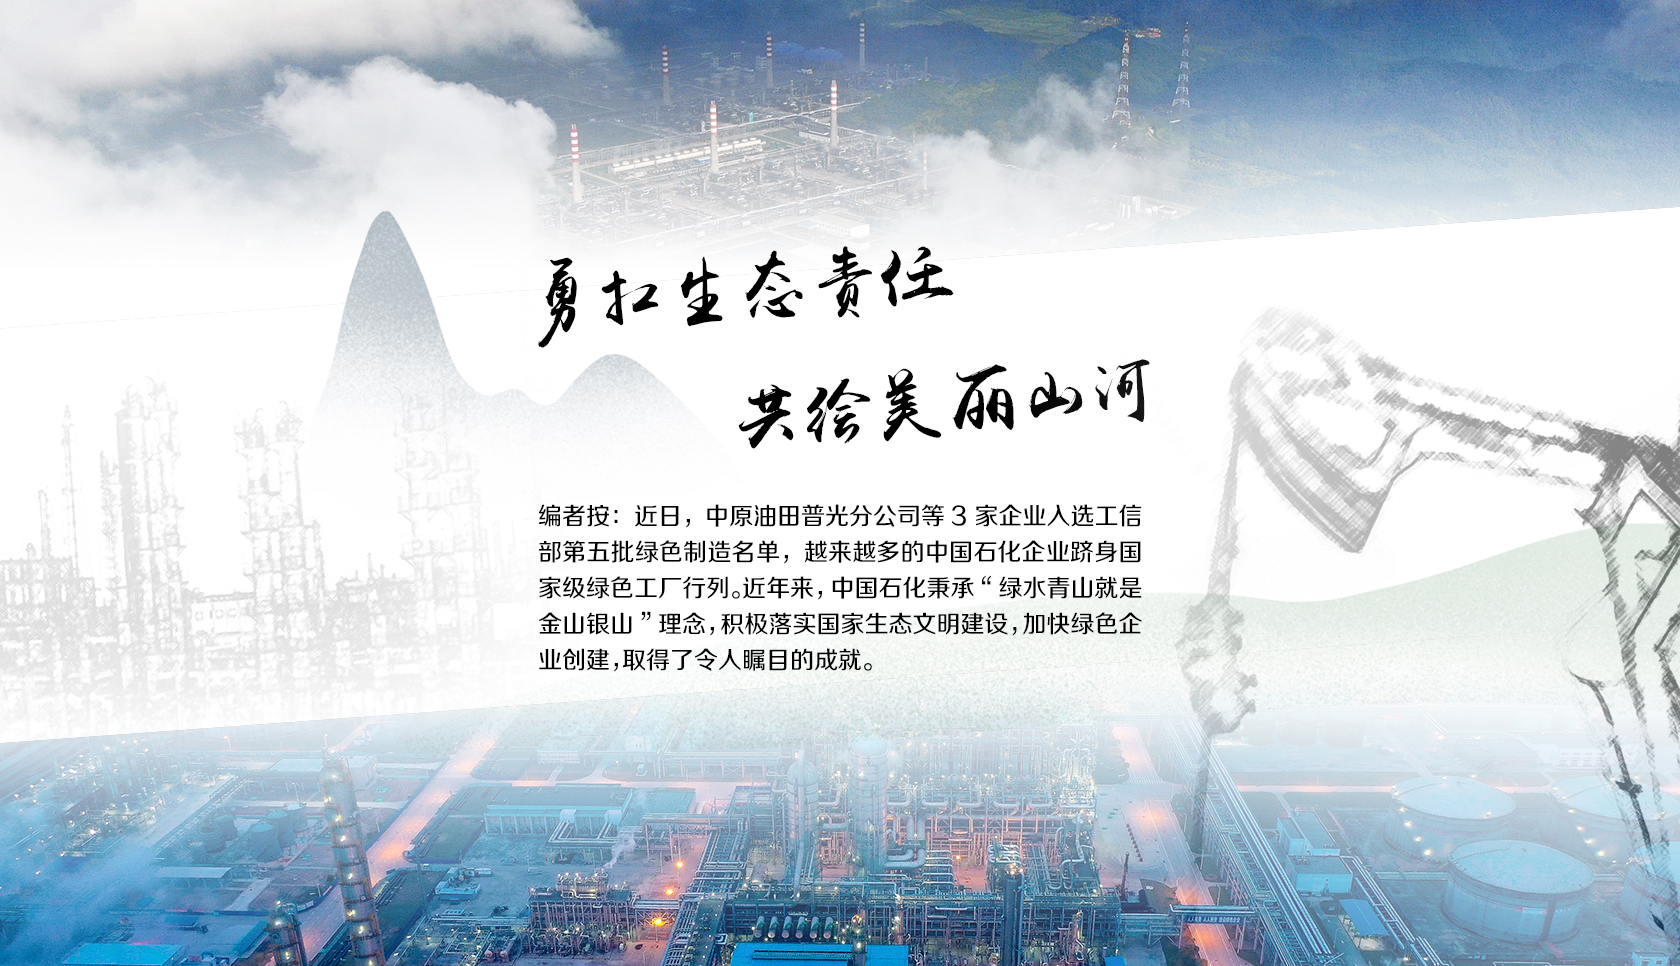 勇扛生态责任
共绘美丽山河
编者按：近日，中原油田普光分公司等 3 家企业入选工信
部第五批绿色制造名单，越来越多的中国石化企业跻身国
家级绿色工厂行列。近年来，中国石化秉承“绿水青山就是
金山银山”理念，积极落实国家生态文明建设，加快绿色企
业创建，取得了令人瞩目的成就。